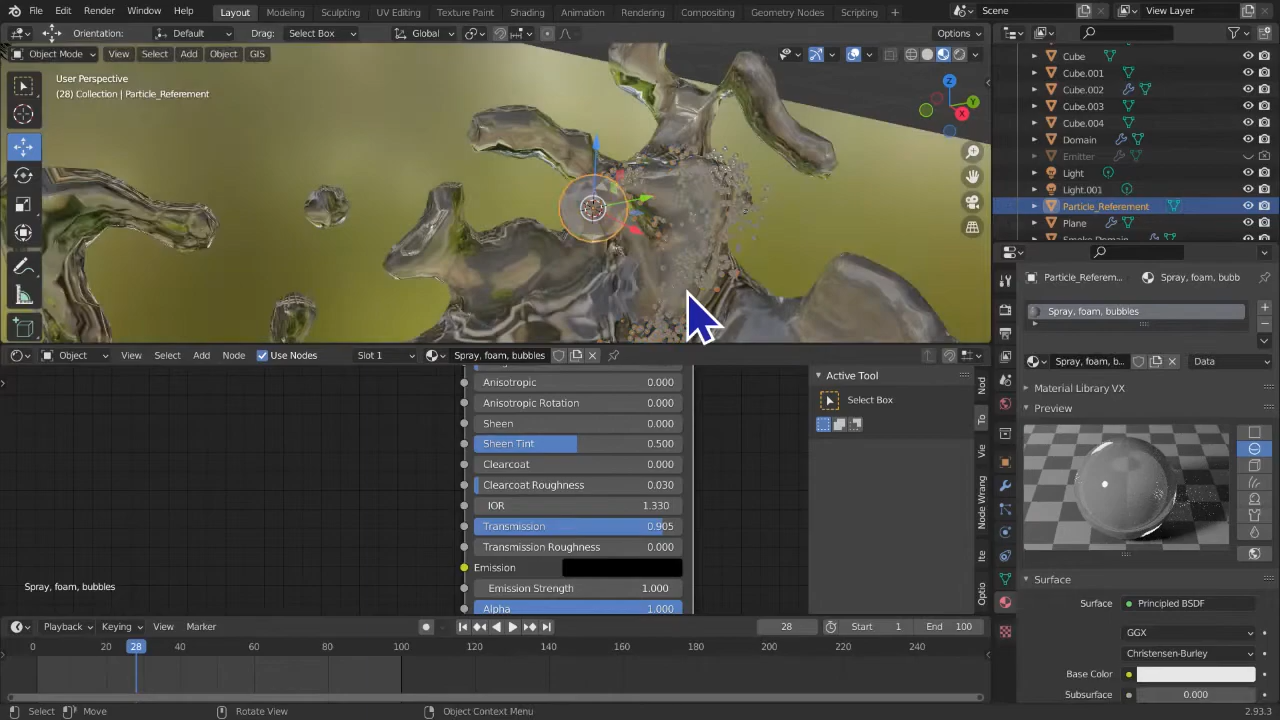 File Edit Render Window Help Layout Modeling Sculpting UV Editing Texture Paint Shading Animation Rendering Compositing Geometry Nodes Scripting + Scene View Layer
Orientation: Default Drag: Select Box Global Options
Object Mode View Select Add Object GIS
User Perspective
(28) Collection | Particle_Referement
Z
Y
X
Cube
Cube.001
Cube.002
Cube.003
Cube.004
Domain
Emitter
Light
Light.001
Particle_Referement
Plane
Particle_Referem... Spray, foam, bubb
Spray, foam, bubbles
Spray, foam, b... Data
Material Library VX
Preview
Surface
Surface Principled BSDF
GGX
Christensen-Burley
Base Color
Subsurface 0.000
Object View Select Add Node Use Nodes Slot 1 Spray, foam, bubbles
Anisotropic 0.000
Anisotropic Rotation 0.000
Sheen 0.000
Sheen Tint 0.500
Clearcoat 0.000
Clearcoat Roughness 0.030
IOR 1.330
Transmission 0.905
Transmission Roughness 0.000
Emission
Emission Strength 1.000
Alpha 1.000
Spray, foam, bubbles
Active Tool
Select Box
Nod
To
Vie
Node Wrang
Ite
Optio
Playback Keying View Marker 28 Start 1 End 100
0 28 40 60 80 100 120 140 160 180 200 220 240
Select Move Rotate View Object Context Menu 2.93.3